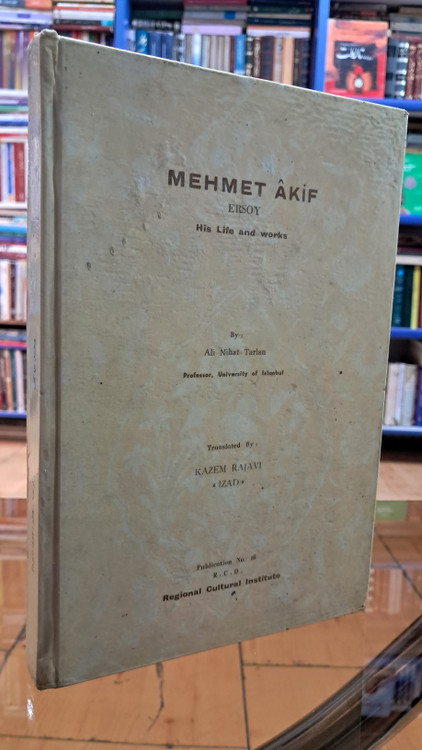 MEHMET ÂKİF
ERSOY
His Life and works
By :
Ali Nihat Tarlan
Professor, University of Istanbul
Translated By :
KAZEM RAJAVI
« IZAD »
Publication No.
R. C. D.
Regional Cultural Institute